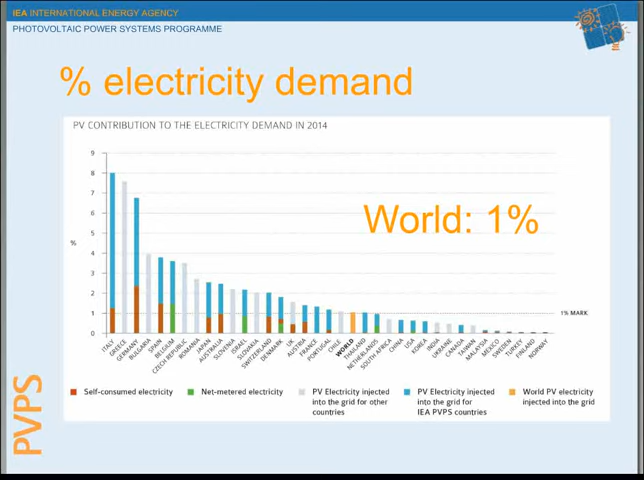 IEA INTERNATIONAL ENERGY AGENCY
PHOTOVOLTAIC POWER SYSTEMS PROGRAMME
% electricity demand
PV CONTRIBUTION TO THE ELECTRICITY DEMAND IN 2014
World: 1%
%
9
8
7
6
5
4
3
2
1
0
1% MARK
ITALY
GREECE
GERMANY
BULGARIA
SPAIN
BELGIUM
CZECH REPUBLIC
ROMANIA
JAPAN
AUSTRALIA
SLOVENIA
ISRAEL
SLOVAKIA
SWITZERLAND
DENMARK
UK
AUSTRIA
FRANCE
PORTUGAL
CHILE
WORLD
THAILAND
NETHERLANDS
SOUTH AFRICA
CHINA
USA
KOREA
INDIA
UKRAINE
CANADA
TAIWAN
MALAYSIA
MEXICO
SWEDEN
TURKEY
FINLAND
NORWAY
Self-consumed electricity
Net-metered electricity
PV Electricity injected
into the grid for other
countries
PV Electricity injected
into the grid for
IEA PVPS countries
World PV electricity
injected into the grid
PVPS